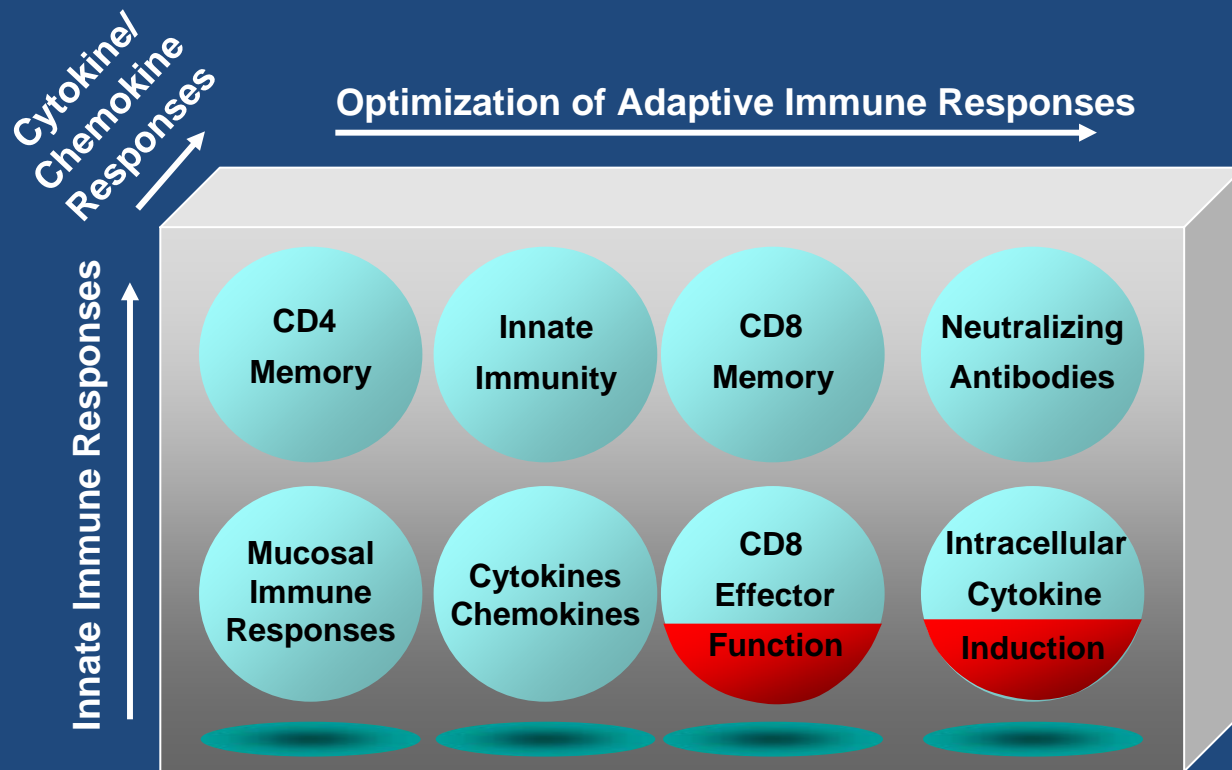 Cytokine/
Chemokine
Responses
Optimization of Adaptive Immune Responses
Innate Immune Responses
CD4
Memory
Innate
Immunity
CD8
Memory
Neutralizing
Antibodies
Mucosal
Immune
Responses
Cytokines
Chemokines
CD8
Effector
Function
Intracellular
Cytokine
Induction